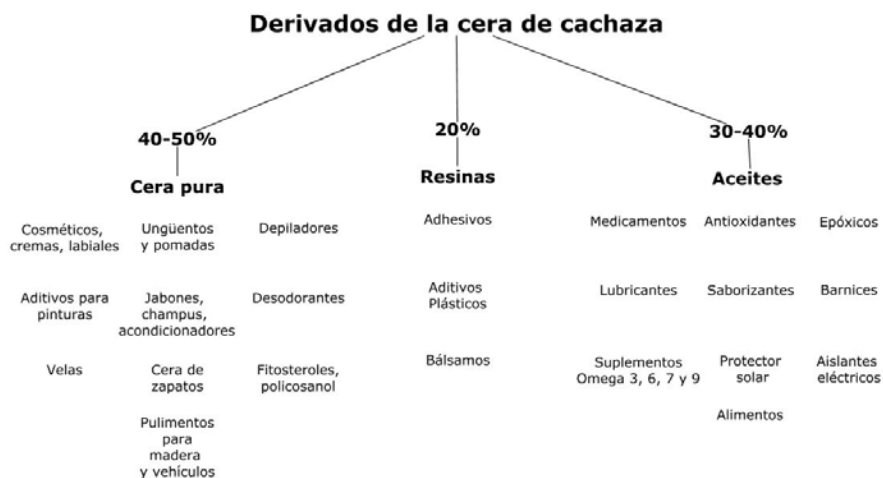 Derivados de la cera de cachaza
40-50%
20%
30-40%
Cera pura
Resinas
Aceites
Cosméticos,
cremas, labiales
Ungüentos
y pomadas
Depiladores
Aditivos para
pinturas
Jabones,
champus,
acondicionadores
Desodorantes
Velas
Cera de
zapatos
Fitosteroles,
policosanol
Pulimentos
para
madera
y vehículos
Adhesivos
Aditivos
Plásticos
Bálsamos
Medicamentos
Antioxidantes
Epóxicos
Lubricantes
Saborizantes
Barnices
Suplementos
Omega 3, 6, 7 y 9
Protector
solar
Aislantes
eléctricos
Alimentos